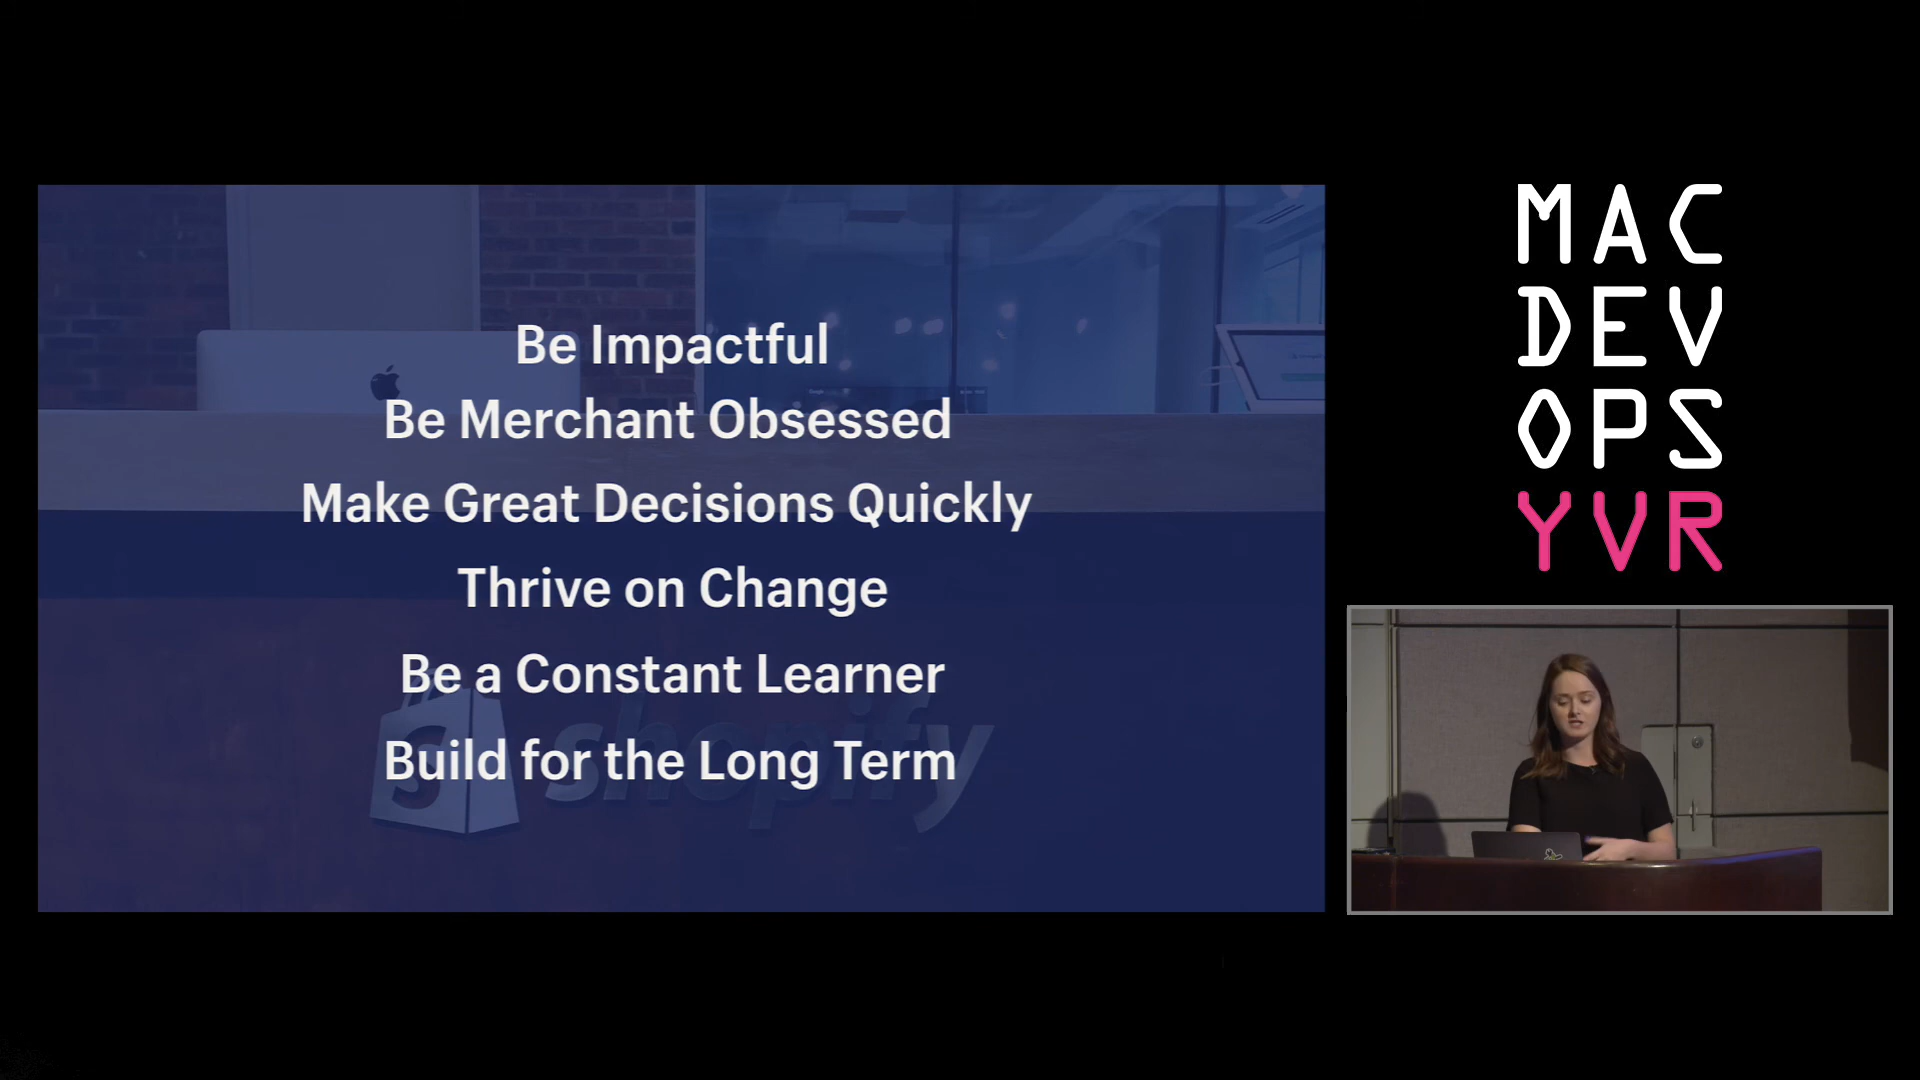 Be Impactful
Be Merchant Obsessed
Make Great Decisions Quickly
Thrive on Change
Be a Constant Learner
Build for the Long Term
shopify
MAC
DEV
OPS
YVR